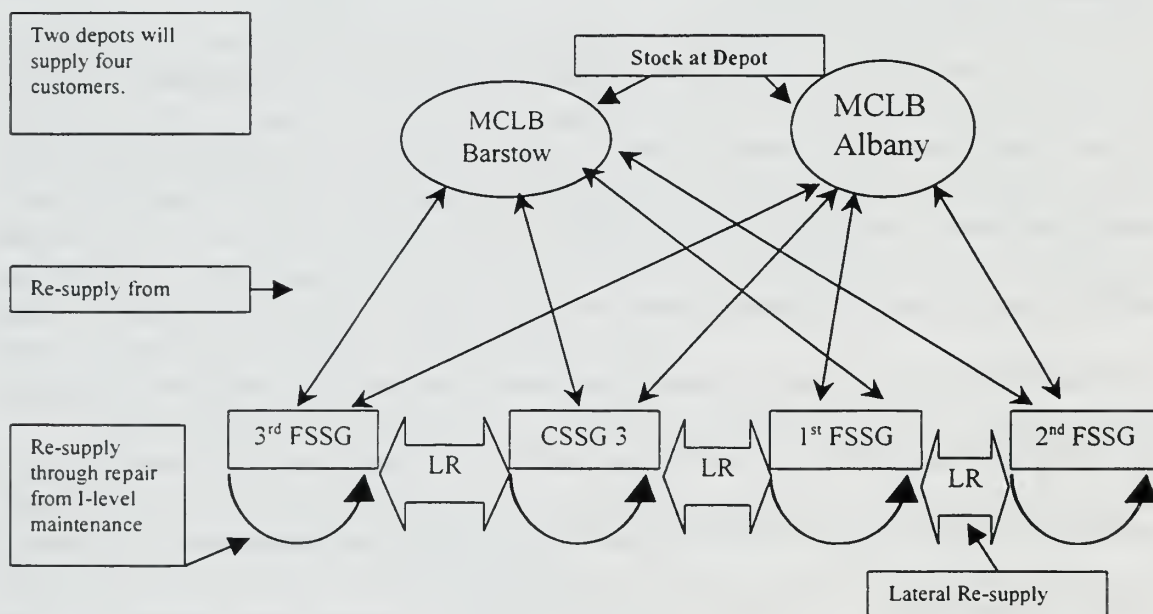 Two depots will
supply four
customers.
Stock at Depot
MCLB
Barstow
MCLB
Albany
Re-supply from
3rd FSSG
CSSG 3
1st FSSG
2nd FSSG
LR
LR
LR
Re-supply
through repair
from I-level
maintenance
Lateral Re-supply